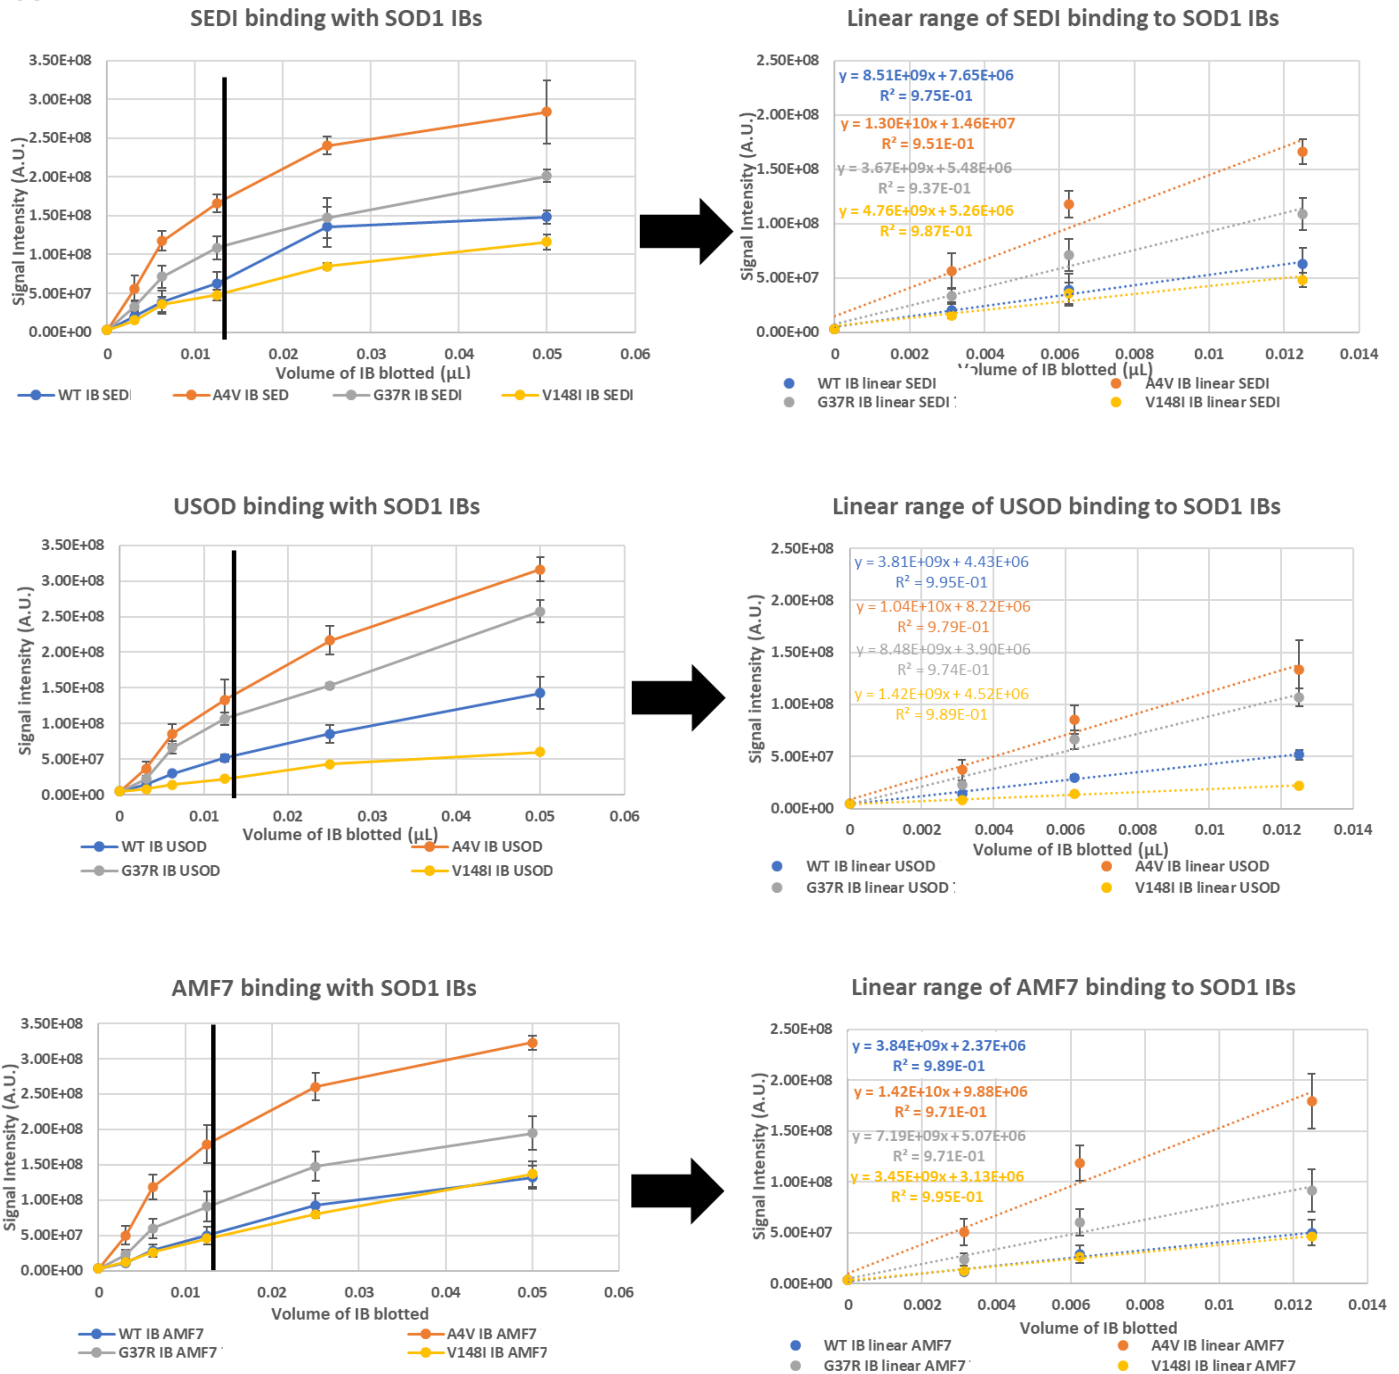 SEDI binding with SOD1 IBs
3.50E+08
3.00E+08
2.50E+08
2.00E+08
1.50E+08
1.00E+08
5.00E+07
0.00E+00
Signal Intensity (A.U.)
0 0.01 0.02 0.03 0.04 0.05 0.06
Volume of IB blotted (µL)
WT IB SEDI A4V IB SED G37R IB SEDI V148I IB SEDI
Linear range of SEDI binding to SOD1 IBs
2.50E+08
2.00E+08
1.50E+08
1.00E+08
5.00E+07
0.00E+00
Signal Intensity (A.U.)
y = 8.51E+09x + 7.65E+06
R² = 9.75E-01
y = 1.30E+10x + 1.46E+07
R² = 9.51E-01
y = 3.67E+09x + 5.48E+06
R² = 9.37E-01
y = 4.76E+09x + 5.26E+06
R² = 9.87E-01
0 0.002 0.004 0.006 0.008 0.01 0.012 0.014
Volume of IB blotted (µL)
WT IB linear SEDI A4V IB linear SEDI
G37R IB linear SEDI V148I IB linear SEDI
USOD binding with SOD1 IBs
3.50E+08
3.00E+08
2.50E+08
2.00E+08
1.50E+08
1.00E+08
5.00E+07
0.00E+00
Signal intensity (A.U.)
0 0.01 0.02 0.03 0.04 0.05 0.06
Volume of IB blotted (µL)
WT IB USOD A4V IB USOD
G37R IB USOD V148I IB USOD
Linear range of USOD binding to SOD1 IBs
2.50E+08
2.00E+08
1.50E+08
1.00E+08
5.00E+07
0.00E+00
Signal intensity (A.U.)
y = 3.81E+09x + 4.43E+06
R² = 9.95E-01
y = 1.04E+10x + 8.22E+06
R² = 9.79E-01
y = 8.48E+09x + 3.90E+06
R² = 9.74E-01
y = 1.42E+09x + 4.52E+06
R² = 9.89E-01
0 0.002 0.004 0.006 0.008 0.01 0.012 0.014
Volume of IB blotted (µL)
WT IB linear USOD A4V IB linear USOD
G37R IB linear USOD V148I IB linear USOD
AMF7 binding with SOD1 IBs
3.50E+08
3.00E+08
2.50E+08
2.00E+08
1.50E+08
1.00E+08
5.00E+07
0.00E+00
Signal Intensity (A.U.)
0 0.01 0.02 0.03 0.04 0.05 0.06
Volume of IB blotted
WT IB AMF7 A4V IB AMF7
G37R IB AMF7 V148I IB AMF7
Linear range of AMF7 binding to SOD1 IBs
2.50E+08
2.00E+08
1.50E+08
1.00E+08
5.00E+07
0.00E+00
Signal Intensity (A.U.)
y = 3.84E+09x + 2.37E+06
R² = 9.89E-01
y = 1.42E+10x + 9.88E+06
R² = 9.71E-01
y = 7.19E+09x + 5.07E+06
R² = 9.71E-01
y = 3.45E+09x + 3.13E+06
R² = 9.95E-01
0 0.002 0.004 0.006 0.008 0.01 0.012 0.014
Volume of IB blotted
WT IB linear AMF7 A4V IB linear AMF7
G37R IB linear AMF7 V148I IB linear AMF7